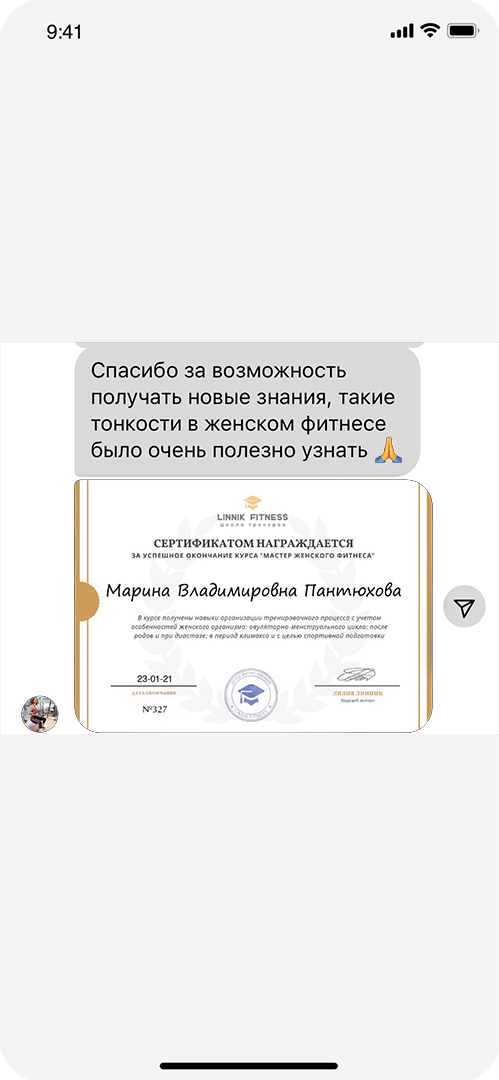 9:41
Спасибо за возможность
получать новые знания, такие
тонкости в женском фитнесе
было очень полезно узнать 🙏
LINNIK FITNESS
школа тренеров
СЕРТИФИКАТОМ НАГРАЖДАЕТСЯ
ЗА УСПЕШНОЕ ОКОНЧАНИЕ КУРСА "МАСТЕР ЖЕНСКОГО ФИТНЕСА"
Марина Владимировна Пантюхова
В курсе получены навыки организации тренировочного процесса с учетом
особенностей женского организма: овуляторно-менструального цикла; после
родов и при диастазе; в период климакса и с целью спортивной подготовки
23-01-21
ДАТА ОКОНЧАНИЯ
ЛИЛИЯ ЛИННИК
Ведущий эксперт
№327
LINNIK FITNESS